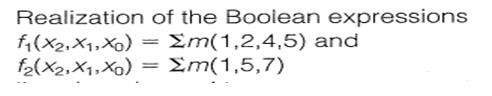 Realization of the Boolean expressions
f₁(x₂,x₁,x₀) = Σm(1,2,4,5) and
f₂(x₂,x₁,x₀) = Σm(1,5,7)